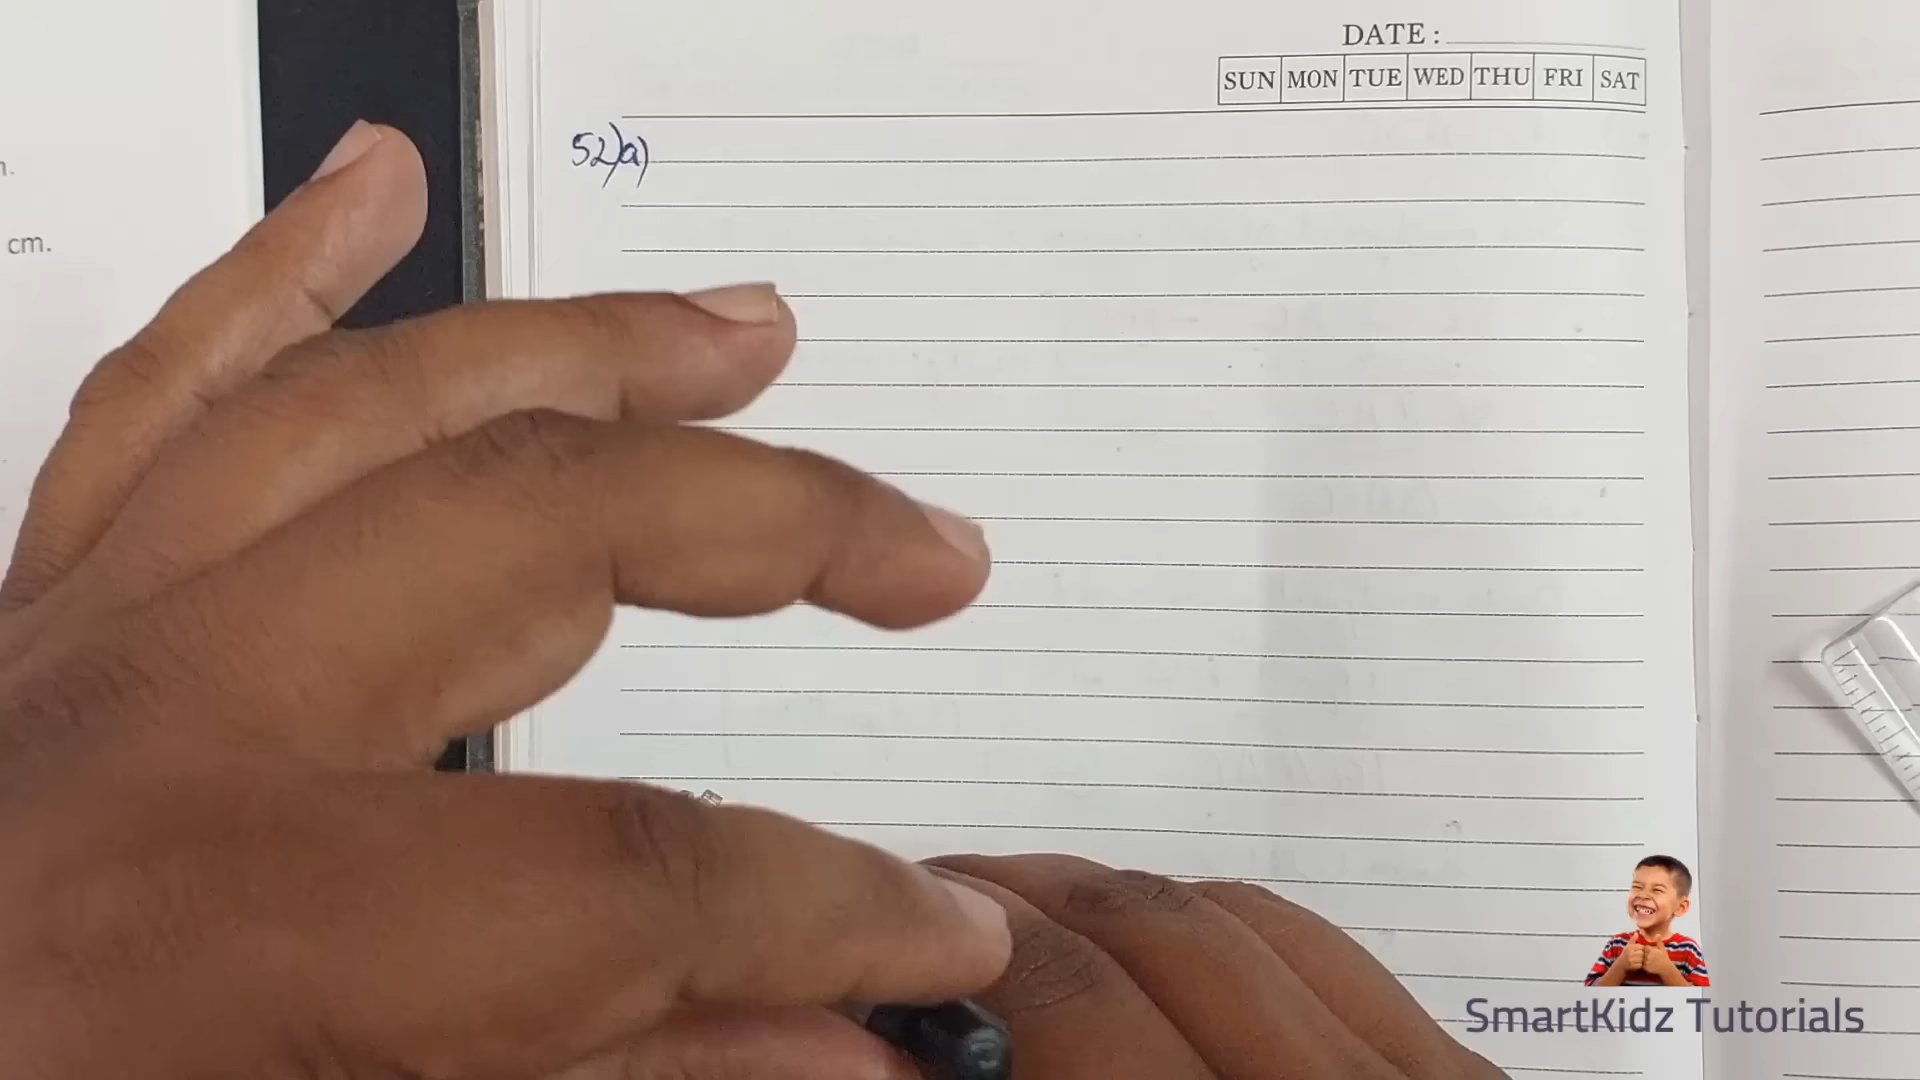 DATE :
SUN MON TUE WED THU FRI SAT
52)a)
cm.
SmartKidz Tutorials